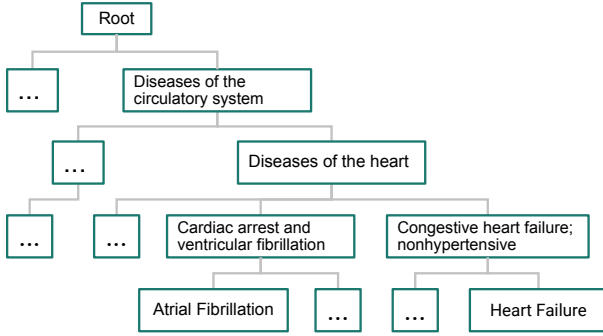 Root
...
Diseases of the
circulatory system
...
Diseases of the heart
...
...
Cardiac arrest and
ventricular fibrillation
Congestive heart failure;
nonhypertensive
Atrial Fibrillation
...
...
Heart Failure